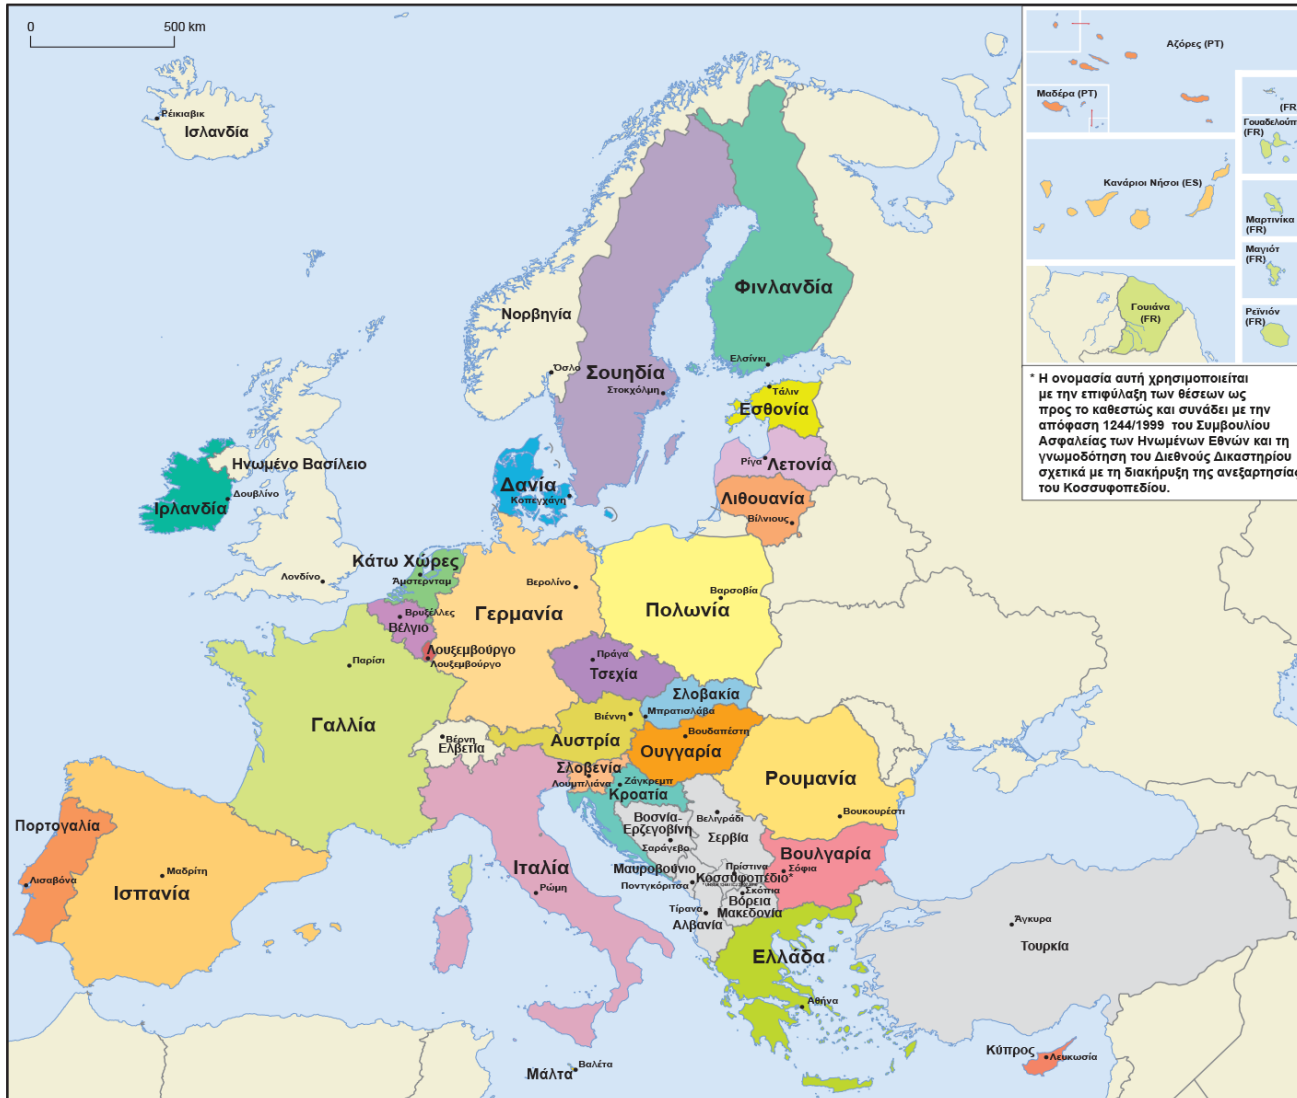 0 500 km
Ρέικιαβικ
Ισλανδία
Νορβηγία
Όσλο
Σουηδία
Στοκχόλμη
Φινλανδία
Ελσίνκι
Τάλιν
Εσθονία
Ρίγα
Λετονία
Λιθουανία
Βίλνιους
Δανία
Κοπεγχάγη
Ηνωμένο Βασίλειο
Δουβλίνο
Ιρλανδία
Λονδίνο
Κάτω Χώρες
Άμστερνταμ
Βρυξέλλες
Βέλγιο
Λουξεμβούργο
Λουξεμβούργο
Βερολίνο
Γερμανία
Βαρσοβία
Πολωνία
Πράγα
Τσεχία
Σλοβακία
Μπρατισλάβα
Βιέννη
Αυστρία
Βουδαπέστη
Ουγγαρία
Παρίσι
Γαλλία
Βέρνη
Ελβετία
Σλοβενία
Λουμπλιάνα
Ζάγκρεμπ
Κροατία
Ρουμανία
Βουκουρέστι
Βοσνία-
Ερζεγοβίνη
Σαράγεβο
Βελιγράδι
Σερβία
Μαυροβούνιο
Ποντγκόριτσα
Πρίστινα
Κοσσυφοπέδιο*
Βουλγαρία
Σόφια
Σκόπια
Βόρεια
Μακεδονία
Τίρανα
Αλβανία
Ελλάδα
Αθήνα
Πορτογαλία
Λισαβόνα
Μαδρίτη
Ισπανία
Ιταλία
Ρώμη
Βαλέτα
Μάλτα
Άγκυρα
Τουρκία
Κύπρος
Λευκωσία
Αζόρες (PT)
Μαδέρα (PT)
Κανάριοι Νήσοι (ES)
Γουιάνα
(FR)
(FR
Γουαδελούπ
(FR)
Μαρτινίκα
(FR)
Μαγιότ
(FR)
Ρεϊνιόν
(FR)
* Η ονομασία αυτή χρησιμοποιείται
με την επιφύλαξη των θέσεων ως
προς το καθεστώς και συνάδει με την
απόφαση 1244/1999 του Συμβουλίου
Ασφαλείας των Ηνωμένων Εθνών και τη
γνωμοδότηση του Διεθνούς Δικαστηρίου
σχετικά με τη διακήρυξη της ανεξαρτησίας
του Κοσσυφοπεδίου.